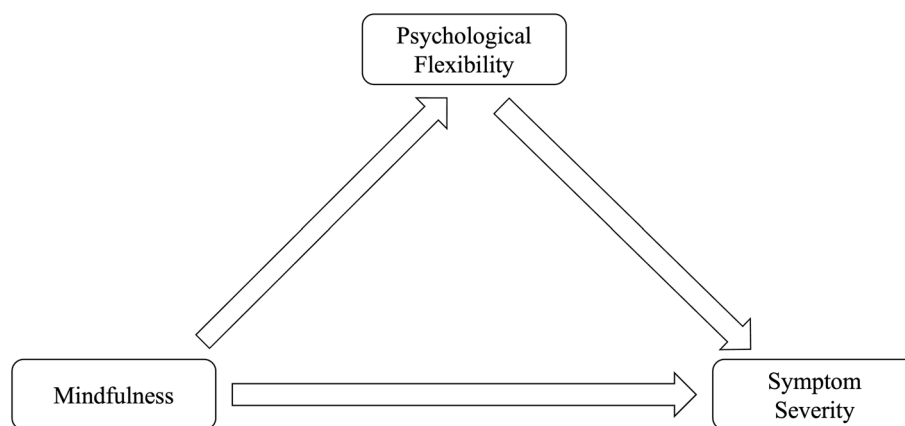 Psychological
Flexibility
Mindfulness
Symptom
Severity